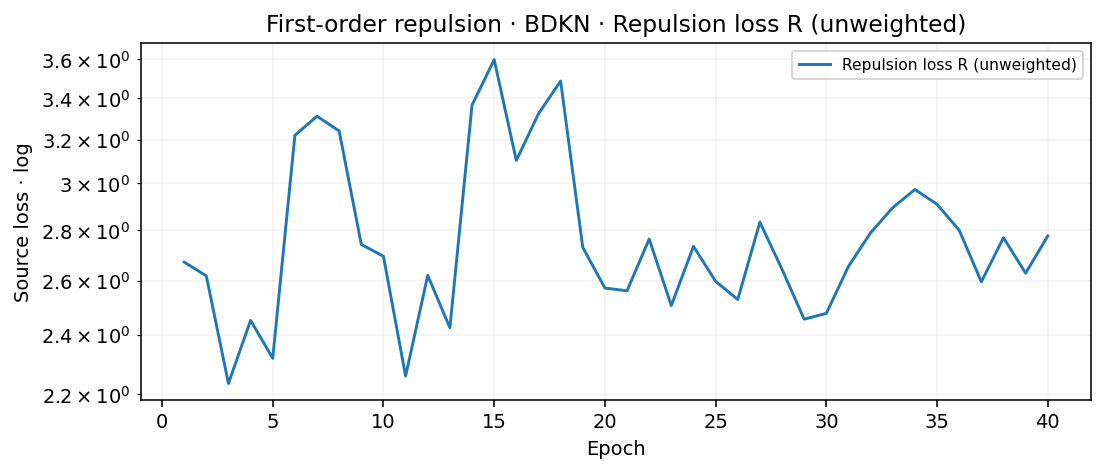 First-order repulsion · BDKN · Repulsion loss R (unweighted)
Repulsion loss R (unweighted)
Source loss · log
3.6 × 10⁰
3.4 × 10⁰
3.2 × 10⁰
3 × 10⁰
2.8 × 10⁰
2.6 × 10⁰
2.4 × 10⁰
2.2 × 10⁰
0 5 10 15 20 25 30 35 40
Epoch